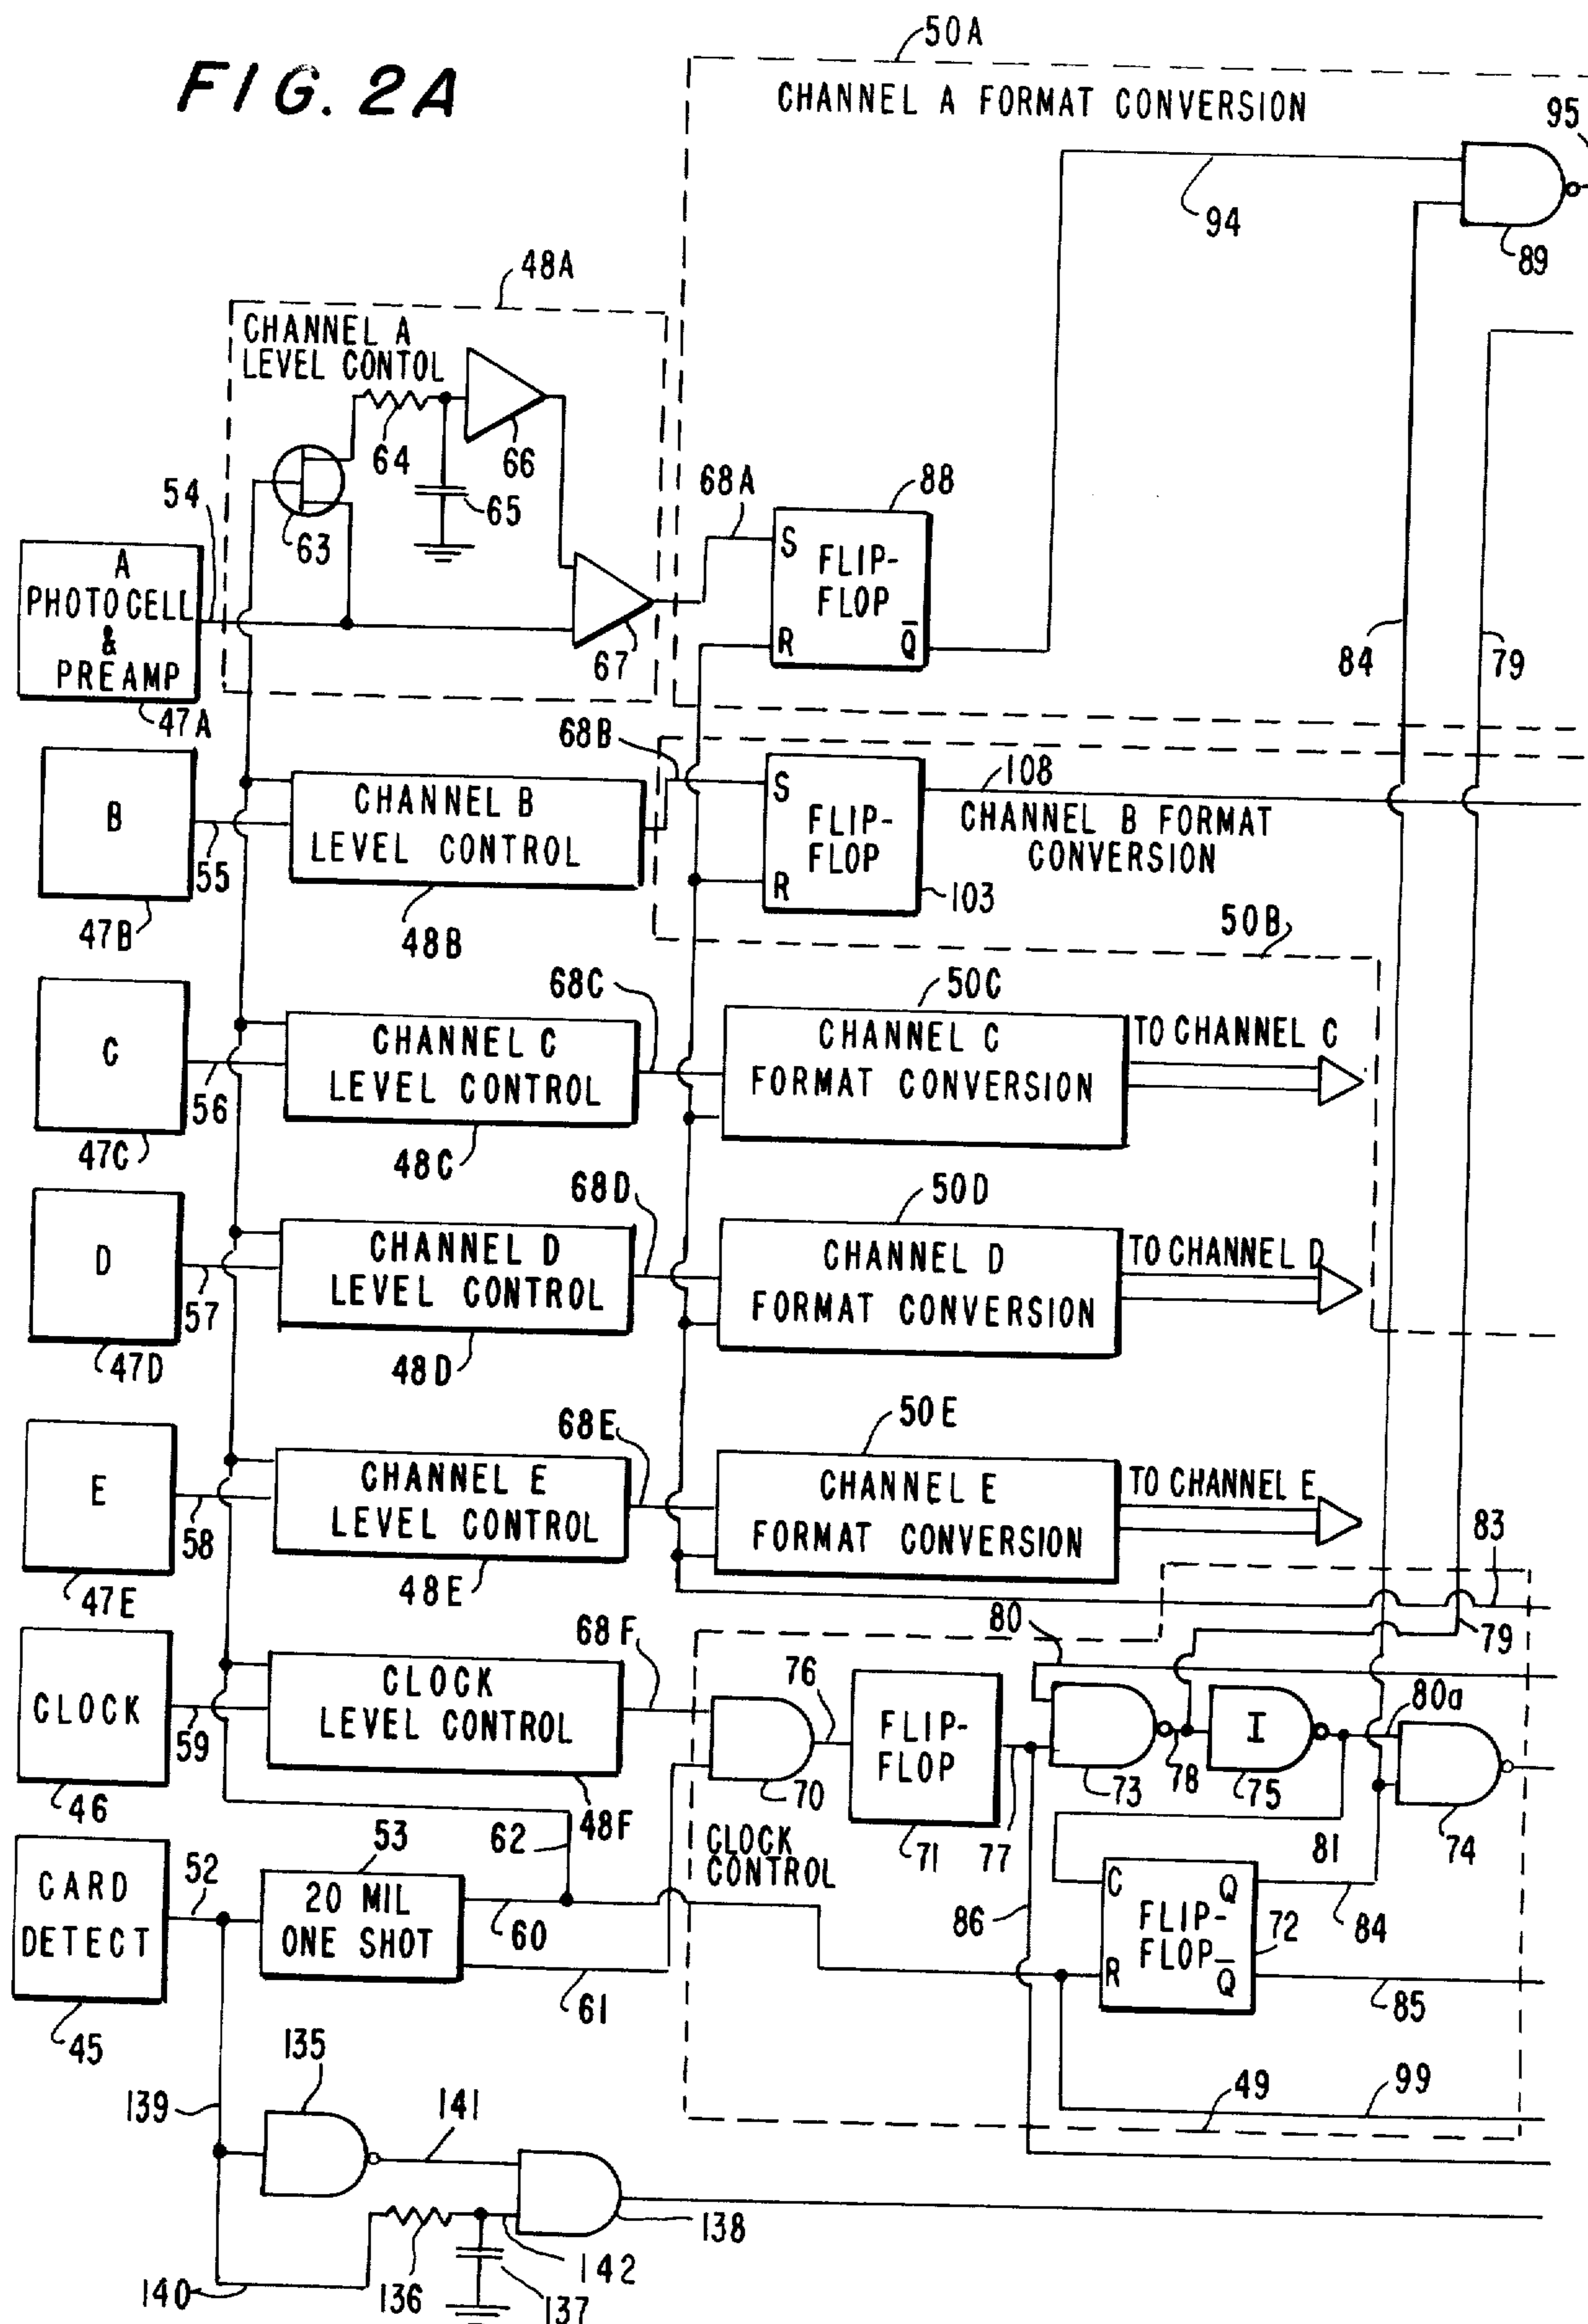 FIG. 2A
50A
CHANNEL A FORMAT CONVERSION
95
94
89
48A
CHANNEL A
LEVEL CONTOL
64
66
65
63
54
68A
88
S
FLIP-
FLOP
R
Q̅
A
PHOTOCELL
&
PREAMP
47A
67
84
79
68B
B
55
47B
CHANNEL B
LEVEL CONTROL
48B
S
FLIP-
FLOP
R
103
108
CHANNEL B FORMAT
CONVERSION
50B
C
56
47C
CHANNEL C
LEVEL CONTROL
48C
68C
50C
CHANNEL C
FORMAT CONVERSION
TO CHANNEL C
D
57
47D
CHANNEL D
LEVEL CONTROL
48D
68D
50D
CHANNEL D
FORMAT CONVERSION
TO CHANNEL D
E
58
47E
CHANNEL E
LEVEL CONTROL
48E
68E
50E
CHANNEL E
FORMAT CONVERSION
TO CHANNEL E
83
79
CLOCK
59
46
CLOCK
LEVEL CONTROL
48F
68F
70
76
FLIP-
FLOP
71
77
80
73
78
I
75
80a
74
81
CLOCK
CONTROL
62
CARD
DETECT
45
52
53
20 MIL
ONE SHOT
60
61
86
C
Q
FLIP-
FLOP
R
Q̅
72
84
85
49
99
135
139
141
138
140
136
142
137